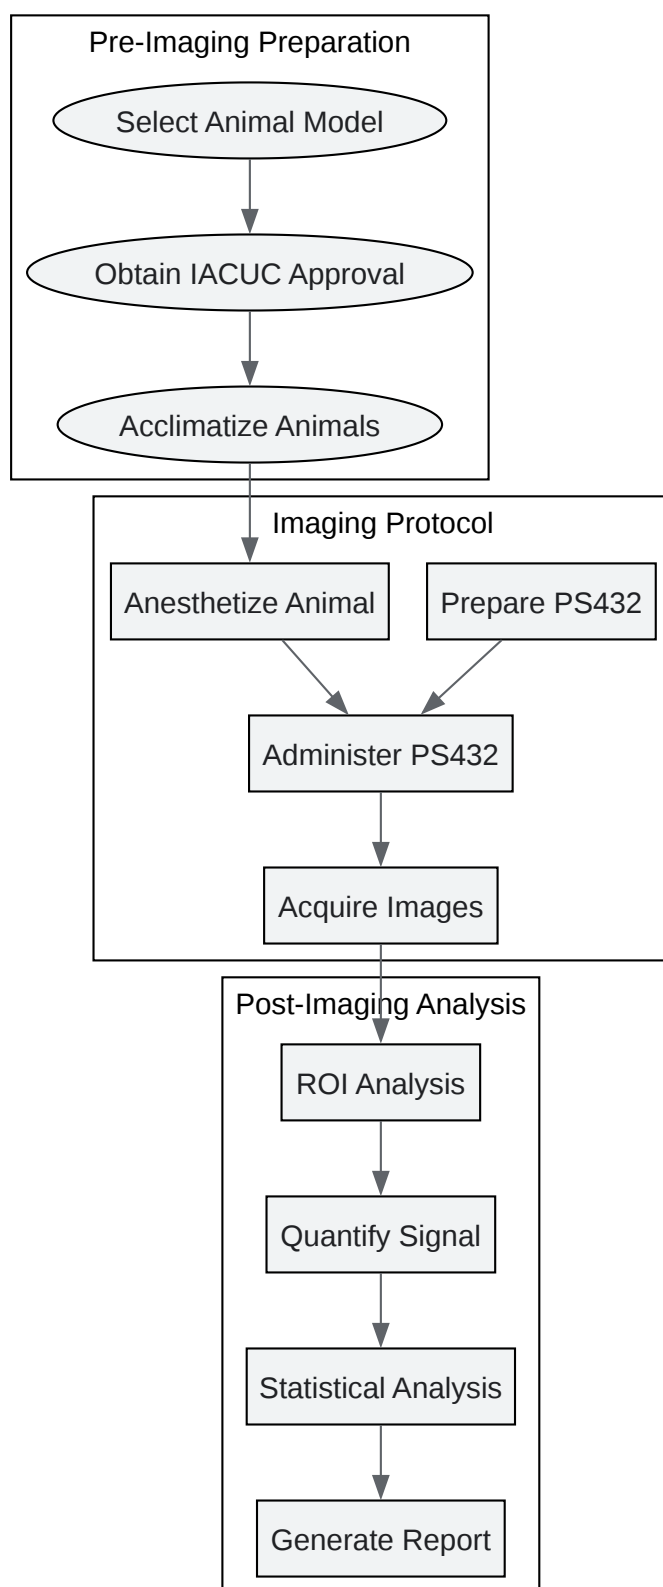 Pre-Imaging Preparation
Select Animal Model
Obtain IACUC Approval
Acclimatize Animals
Imaging Protocol
Anesthetize Animal
Prepare PS432
Administer PS432
Acquire Images
Post-Imaging Analysis
ROI Analysis
Quantify Signal
Statistical Analysis
Generate Report